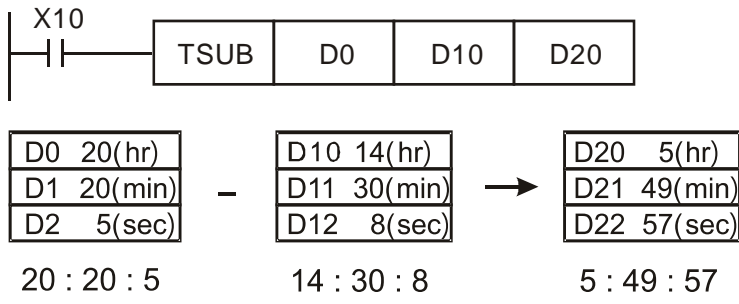 X10
TSUB D0 D10 D20
D0 20(hr) D10 14(hr) D20 5(hr)
D1 20(min) – D11 30(min) D21 49(min)
D2 5(sec) D12 8(sec) D22 57(sec)
20 : 20 : 5 14 : 30 : 8 5 : 49 : 57